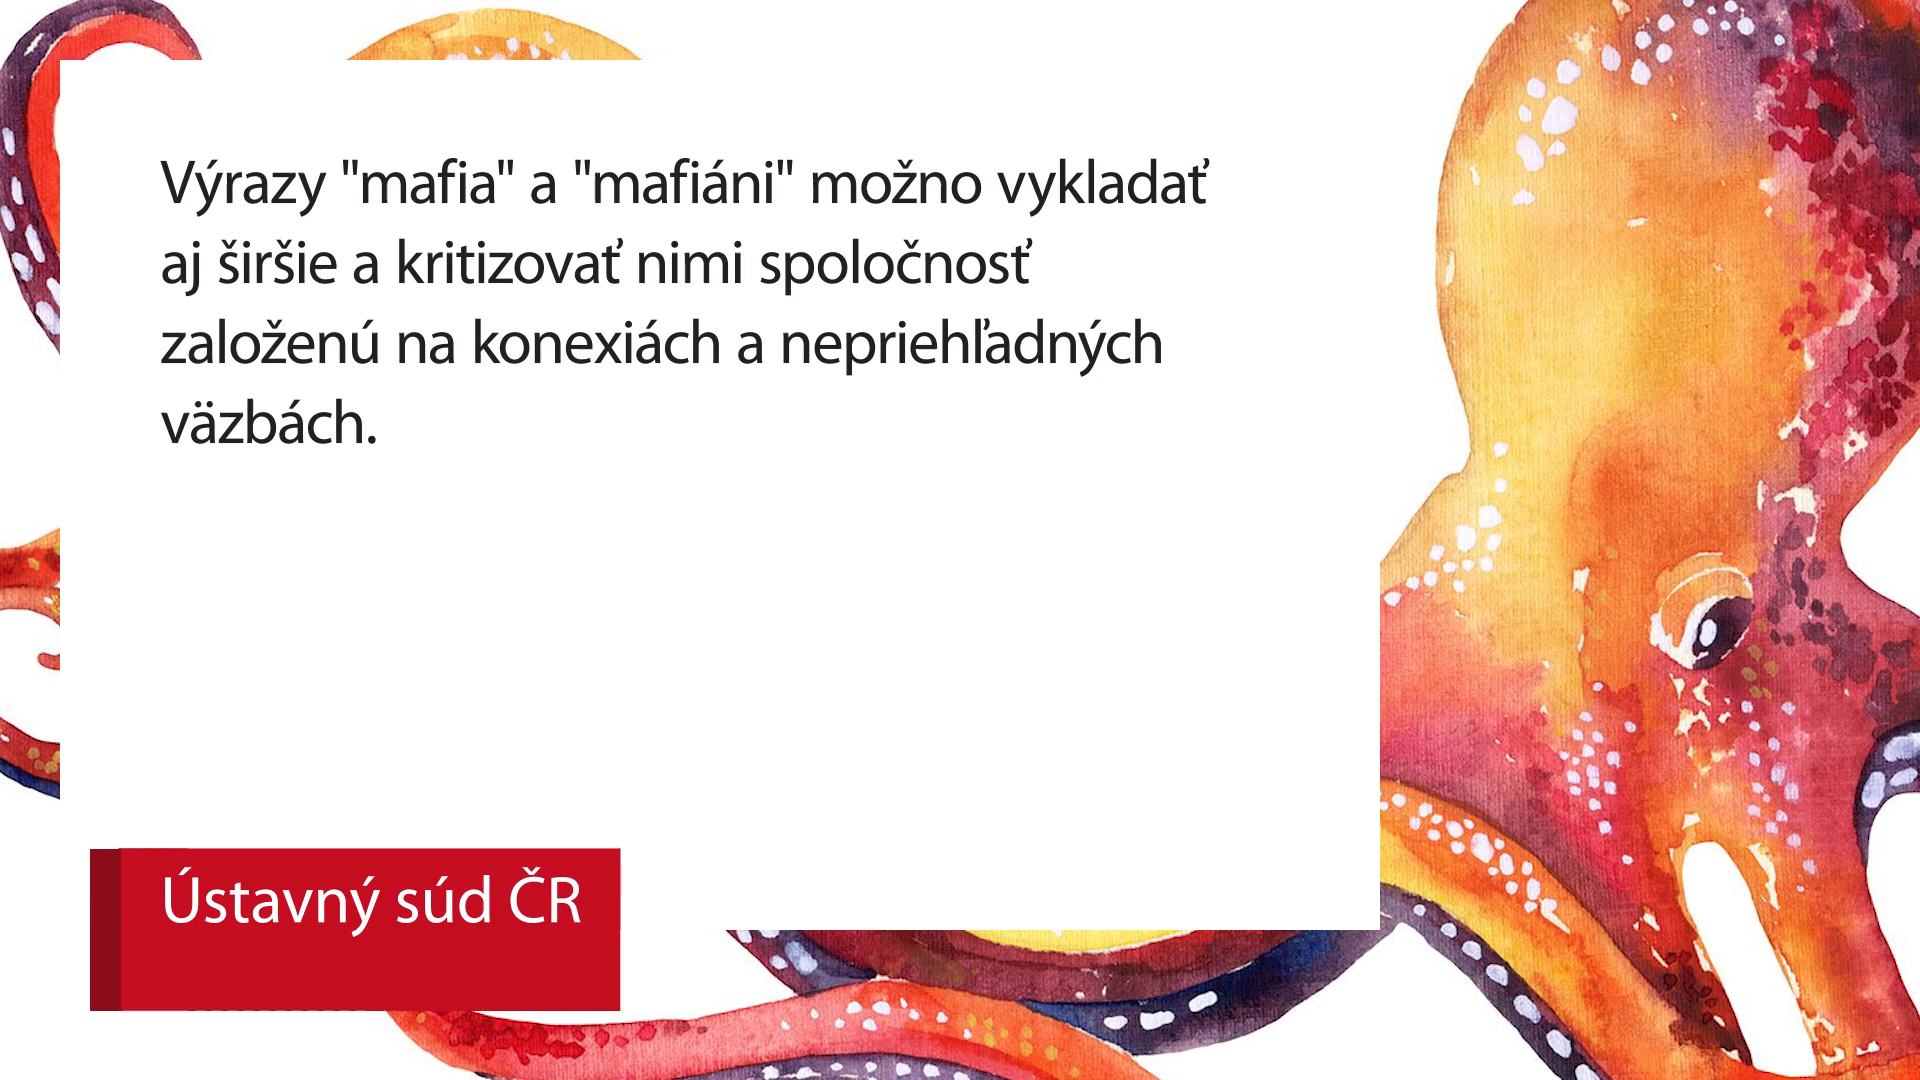 Výrazy "mafia" a "mafiáni" možno vykladať
aj širšie a kritizovať nimi spoločnosť
založenú na konexiách a nepriehľadných
väzbách.
Ústavný súd ČR